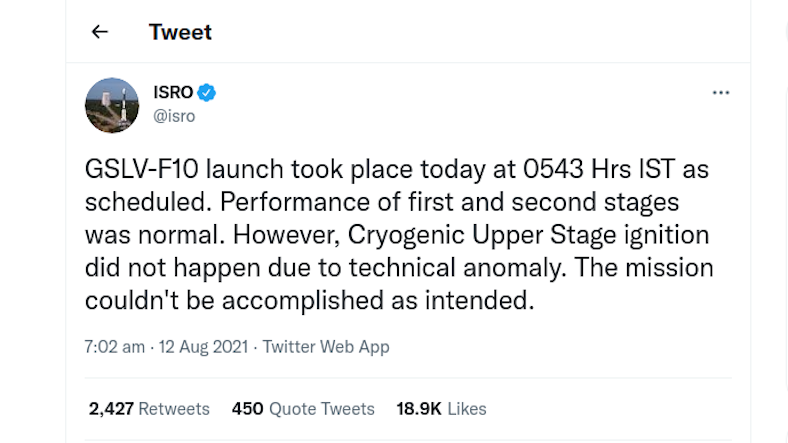 ← Tweet
ISRO
@isro
GSLV-F10 launch took place today at 0543 Hrs IST as
scheduled. Performance of first and second stages
was normal. However, Cryogenic Upper Stage ignition
did not happen due to technical anomaly. The mission
couldn't be accomplished as intended.
7:02 am · 12 Aug 2021 · Twitter Web App
2,427 Retweets 450 Quote Tweets 18.9K Likes